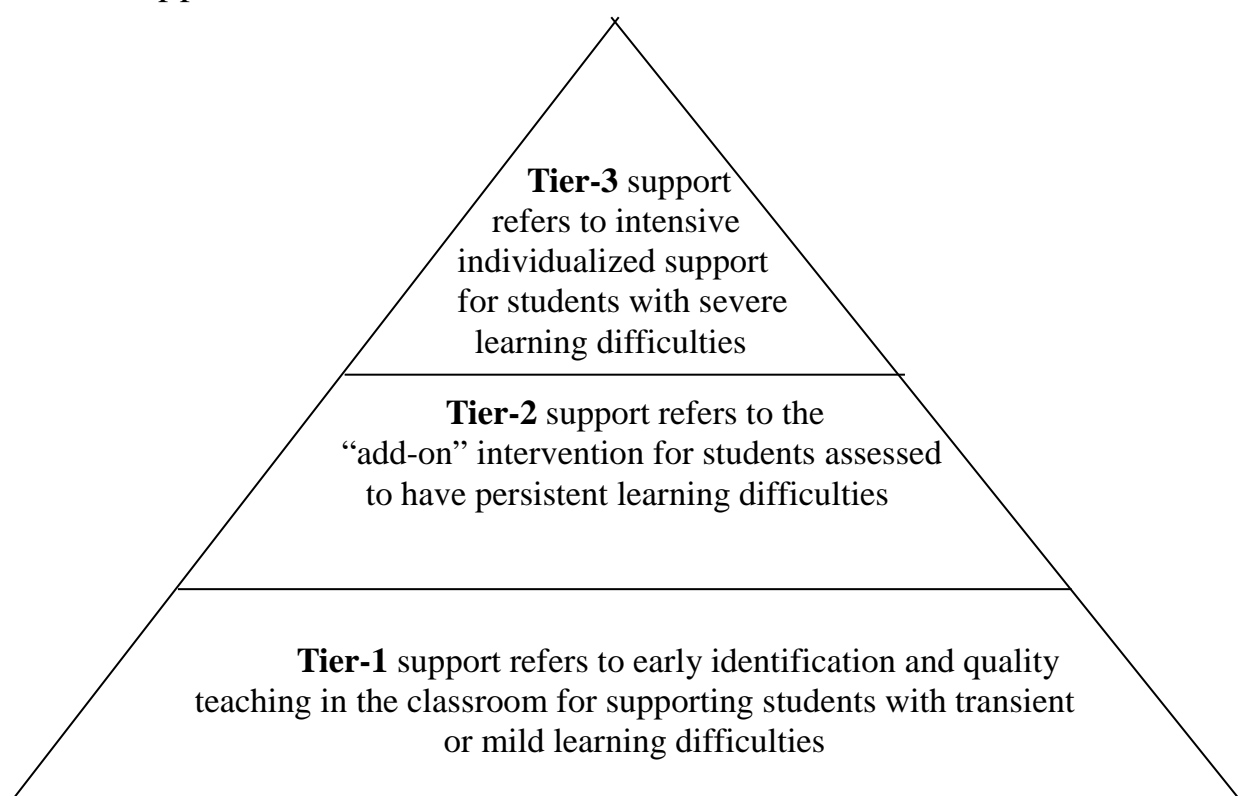 Tier-3 support
refers to intensive
individualized support
for students with severe
learning difficulties
Tier-2 support refers to the
“add-on” intervention for students assessed
to have persistent learning difficulties
Tier-1 support refers to early identification and quality
teaching in the classroom for supporting students with transient
or mild learning difficulties